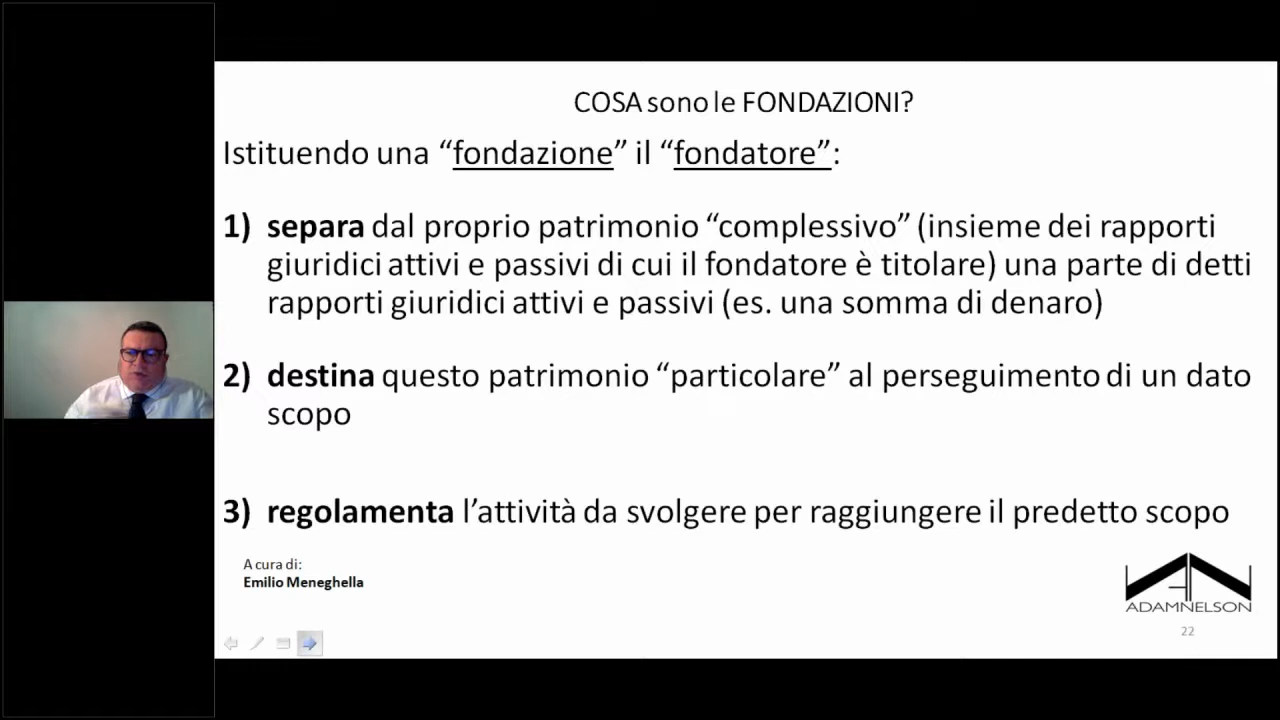 COSA sono le FONDAZIONI?
Istituendo una “fondazione” il “fondatore”:
1) separa dal proprio patrimonio “complessivo” (insieme dei rapporti
giuridici attivi e passivi di cui il fondatore è titolare) una parte di detti
rapporti giuridici attivi e passivi (es. una somma di denaro)
2) destina questo patrimonio “particolare” al perseguimento di un dato
scopo
3) regolamenta l’attività da svolgere per raggiungere il predetto scopo
A cura di:
Emilio Meneghella
ADAMNELSON
22